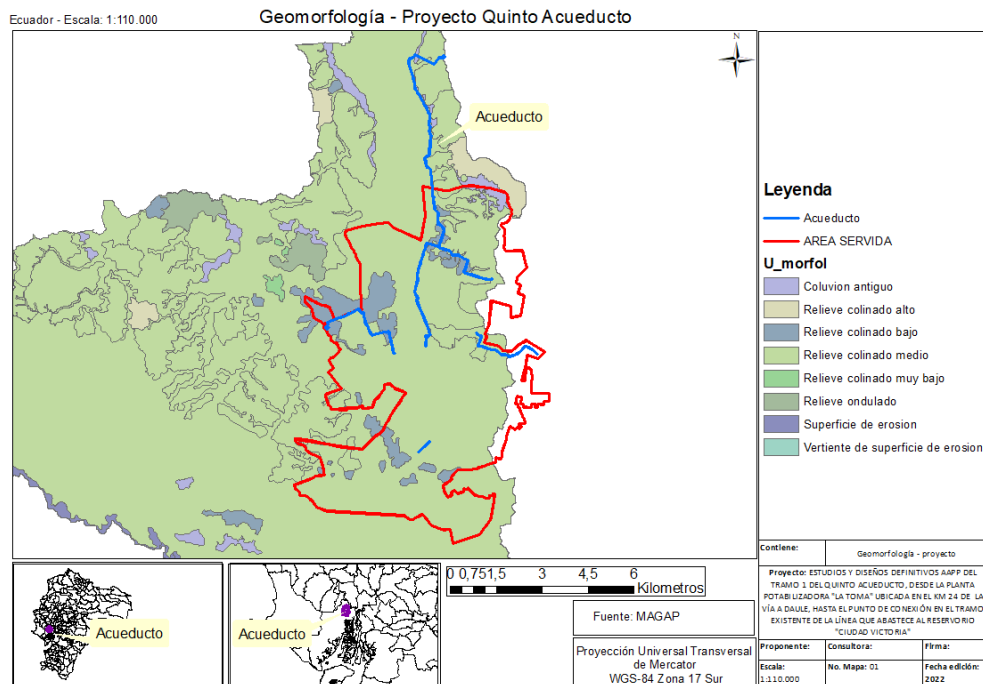 Ecuador - Escala: 1:110.000
Geomorfología - Proyecto Quinto Acueducto
N
Acueducto
Leyenda
Acueducto
AREA SERVIDA
U_morfol
Coluvion antiguo
Relieve colinado alto
Relieve colinado bajo
Relieve colinado medio
Relieve colinado muy bajo
Relieve ondulado
Superficie de erosion
Vertiente de superficie de erosion
Acueducto
Acueducto
0 0,751,5 3 4,5 6
Kilometros
Fuente: MAGAP
Proyección Universal Transversal
de Mercator
WGS-84 Zona 17 Sur
Contiene:
Geomorfología - proyecto
Proyecto: ESTUDIOS Y DISEÑOS DEFINITIVOS AAPP DEL
TRAMO 1 DEL QUINTO ACUEDUCTO, DESDE LA PLANTA
POTABILIZADORA "LA TOMA" UBICADA EN EL KM 24 DE LA
VÍA A DAULE, HASTA EL PUNTO DE CONEXIÓN EN EL TRAMO
EXISTENTE DE LA LÍNEA QUE ABASTECE AL RESERVORIO
"CIUDAD VICTORIA"
Proponente: Consultora: Firma:
Escala: No. Mapa: 01 Fecha edición:
1:110.000 2022